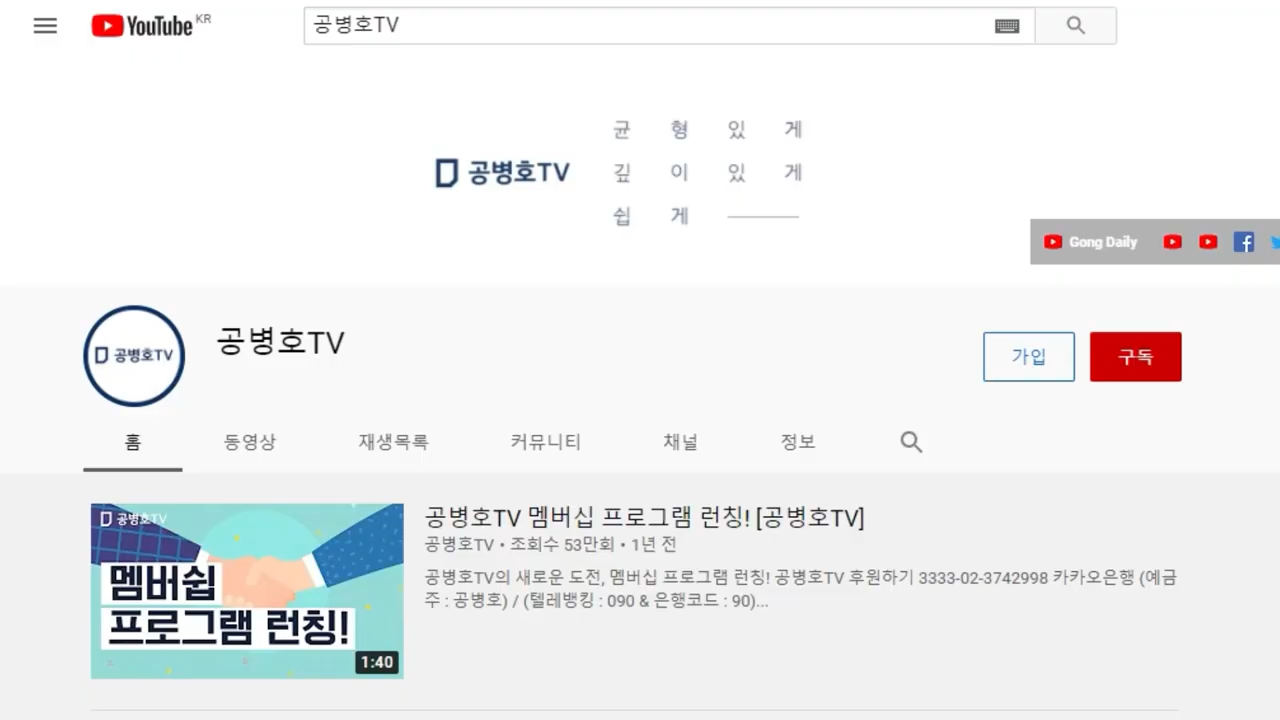 YouTube KR
공병호TV
균 형 있 게
공병호TV
깊 이 있 게
쉽 게
Gong Daily
공병호TV
공병호TV
가입
구독
홈 동영상 재생목록 커뮤니티 채널 정보
공병호TV
멤버쉽
프로그램 런칭!
1:40
공병호TV 멤버십 프로그램 런칭! [공병호TV]
공병호TV • 조회수 53만회 • 1년 전
공병호TV의 새로운 도전, 멤버십 프로그램 런칭! 공병호TV 후원하기 3333-02-3742998 카카오은행 (예금
주 : 공병호) / (텔레뱅킹 : 090 & 은행코드 : 90)...